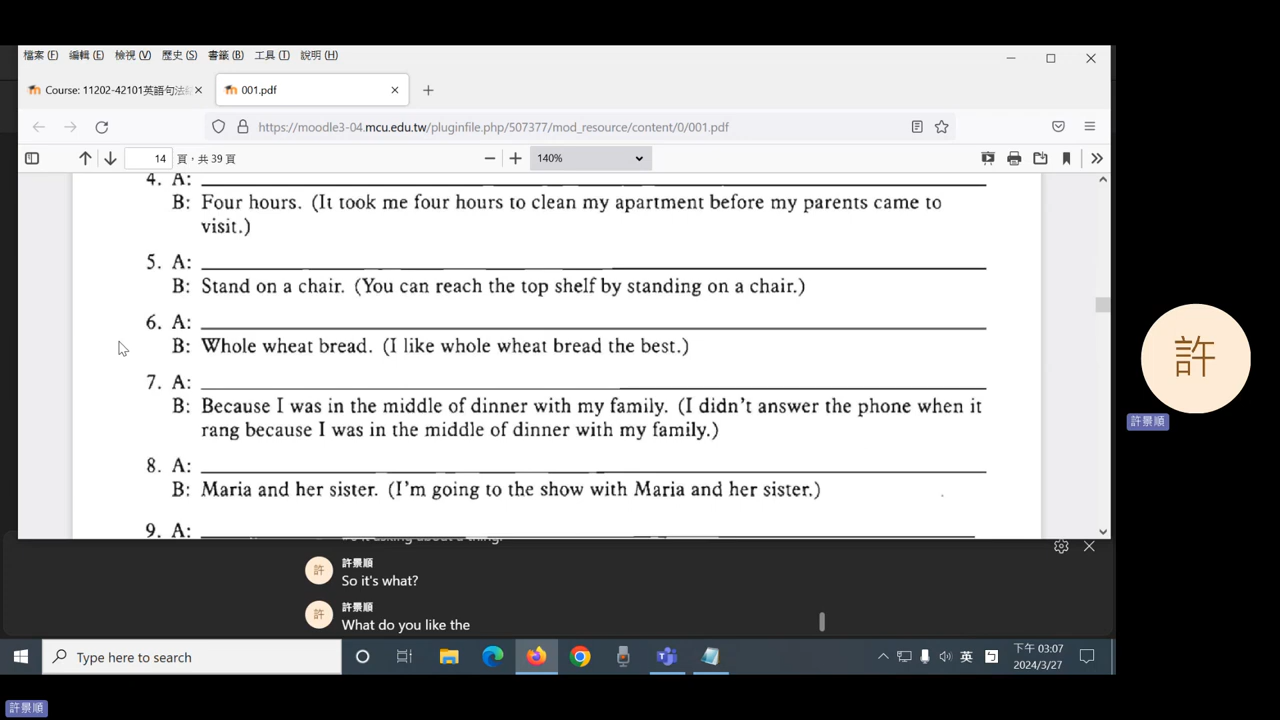 檔案(F) 編輯(E) 檢視(V) 歷史(S) 書籤(B) 工具(T) 說明(H)
Course: 11202-42101英語句法
001.pdf
https://moodle3-04.mcu.edu.tw/pluginfile.php/507377/mod_resource/content/0/001.pdf
14 頁，共 39 頁
140%
4. A:
B: Four hours. (It took me four hours to clean my apartment before my parents came to
visit.)
5. A:
B: Stand on a chair. (You can reach the top shelf by standing on a chair.)
6. A:
B: Whole wheat bread. (I like whole wheat bread the best.)
7. A:
B: Because I was in the middle of dinner with my family. (I didn't answer the phone when it
rang because I was in the middle of dinner with my family.)
8. A:
B: Maria and her sister. (I'm going to the show with Maria and her sister.)
9. A:
許
許景順
asking about a thing.
許
許景順
So it's what?
許
許景順
What do you like the
Type here to search
英
下午 03:07
2024/3/27
許景順